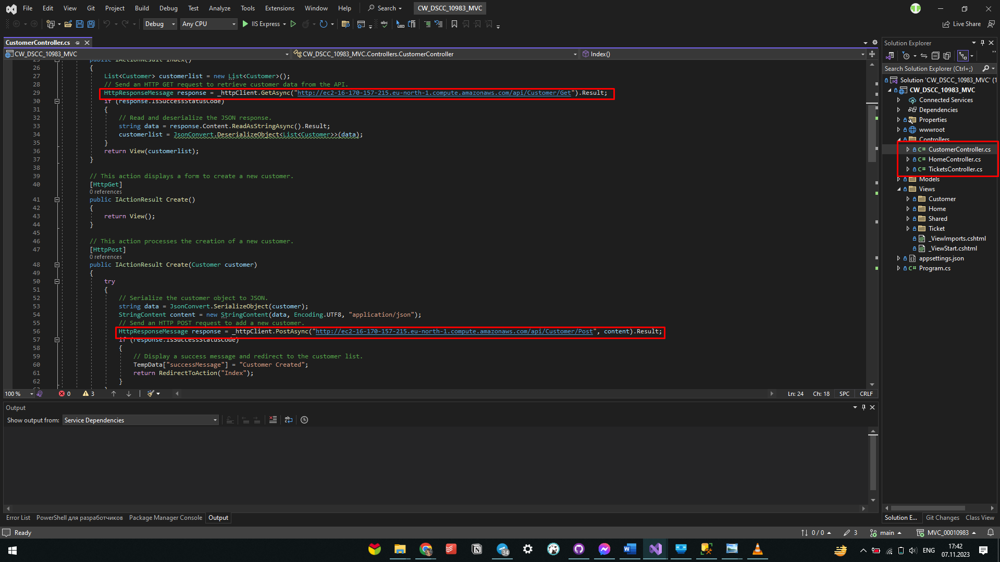 File Edit View Git Project Build Debug Test Analyze Tools Extensions Window Help Search CW_DSCC_10983_MVC
Debug Any CPU IIS Express Live Share
CustomerController.cs
CW_DSCC_10983_MVC CW_DSCC_10983_MVC.Controllers.CustomerController Index()
25 public IActionResult Index()
26 {
27 List<Customer> customerlist = new List<Customer>();
28 // Send an HTTP GET request to retrieve customer data from the API.
29 HttpResponseMessage response = _httpClient.GetAsync("http://ec2-16-170-157-215.eu-north-1.compute.amazonaws.com/api/Customer/Get").Result;
30 if (response.IsSuccessStatusCode)
31 {
32 // Read and deserialize the JSON response.
33 string data = response.Content.ReadAsStringAsync().Result;
34 customerlist = JsonConvert.DeserializeObject<List<Customer>>(data);
35 }
36 return View(customerlist);
37 }
38
39 // This action displays a form to create a new customer.
40 [HttpGet]
0 references
41 public IActionResult Create()
42 {
43 return View();
44 }
45
46 // This action processes the creation of a new customer.
47 [HttpPost]
0 references
48 public IActionResult Create(Customer customer)
49 {
50 try
51 {
52 // Serialize the customer object to JSON.
53 string data = JsonConvert.SerializeObject(customer);
54 StringContent content = new StringContent(data, Encoding.UTF8, "application/json");
55 // Send an HTTP POST request to add a new customer.
56 HttpResponseMessage response = _httpClient.PostAsync("http://ec2-16-170-157-215.eu-north-1.compute.amazonaws.com/api/Customer/Post", content).Result;
57 if (response.IsSuccessStatusCode)
58 {
59 // Display a success message and redirect to the customer list.
60 TempData["successMessage"] = "Customer Created";
61 return RedirectToAction("Index");
62 }
63 }
100 % 0 3 Ln: 24 Ch: 18 SPC CRLF
Output
Show output from: Service Dependencies
Error List PowerShell для разработчиков Package Manager Console Output
Solution Explorer
Search Solution Explorer (Ctrl+;)
Solution 'CW_DSCC_10983_MVC' (1
CW_DSCC_10983_MVC
Connected Services
Dependencies
Properties
wwwroot
Controllers
C# CustomerController.cs
C# HomeController.cs
C# TicketsController.cs
Models
Views
Customer
Home
Shared
Ticket
_ViewImports.cshtml
_ViewStart.cshtml
appsettings.json
C# Program.cs
Solution E... Git Changes Class View
Ready 0 / 0 3 main MVC_00010983
34 ENG 17:42
07.11.2023